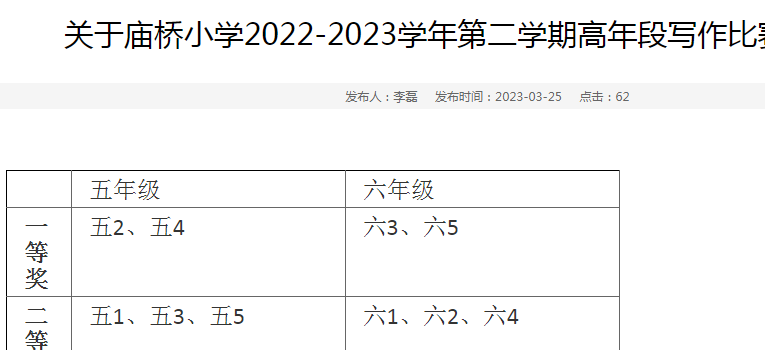 关于庙桥小学2022-2023学年第二学期高年段写作比
发布人：李磊 发布时间：2023-03-25 点击：62
五年级 六年级
一等奖 五2、五4 六3、六5
二等 五1、五3、五5 六1、六2、六4